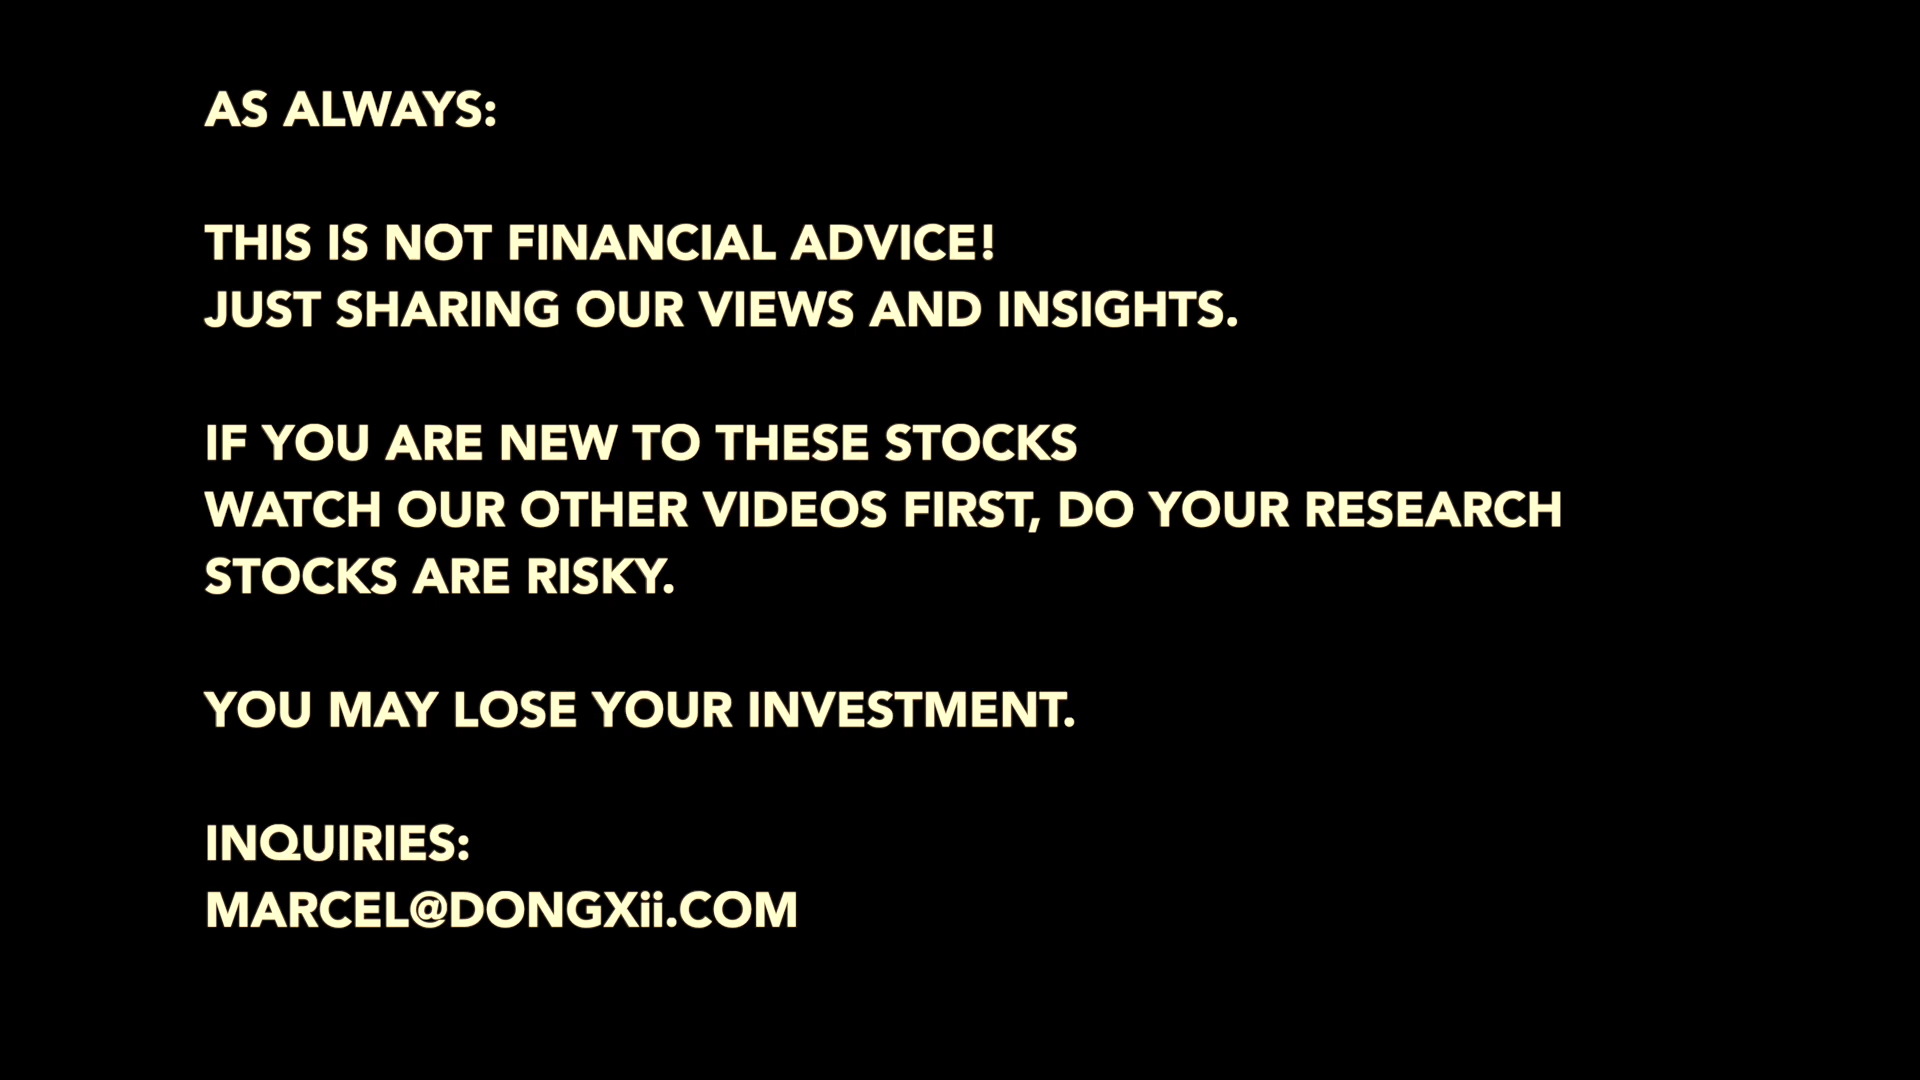 AS ALWAYS:
THIS IS NOT FINANCIAL ADVICE!
JUST SHARING OUR VIEWS AND INSIGHTS.
IF YOU ARE NEW TO THESE STOCKS
WATCH OUR OTHER VIDEOS FIRST, DO YOUR RESEARCH
STOCKS ARE RISKY.
YOU MAY LOSE YOUR INVESTMENT.
INQUIRIES:
MARCEL@DONGXii.COM